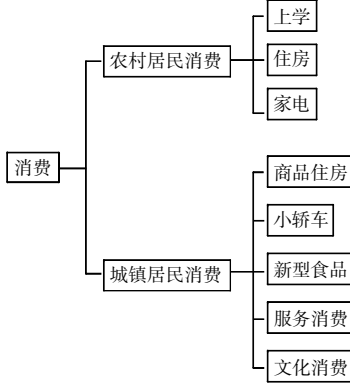 消费
农村居民消费
上学
住房
家电
城镇居民消费
商品住房
小轿车
新型食品
服务消费
文化消费